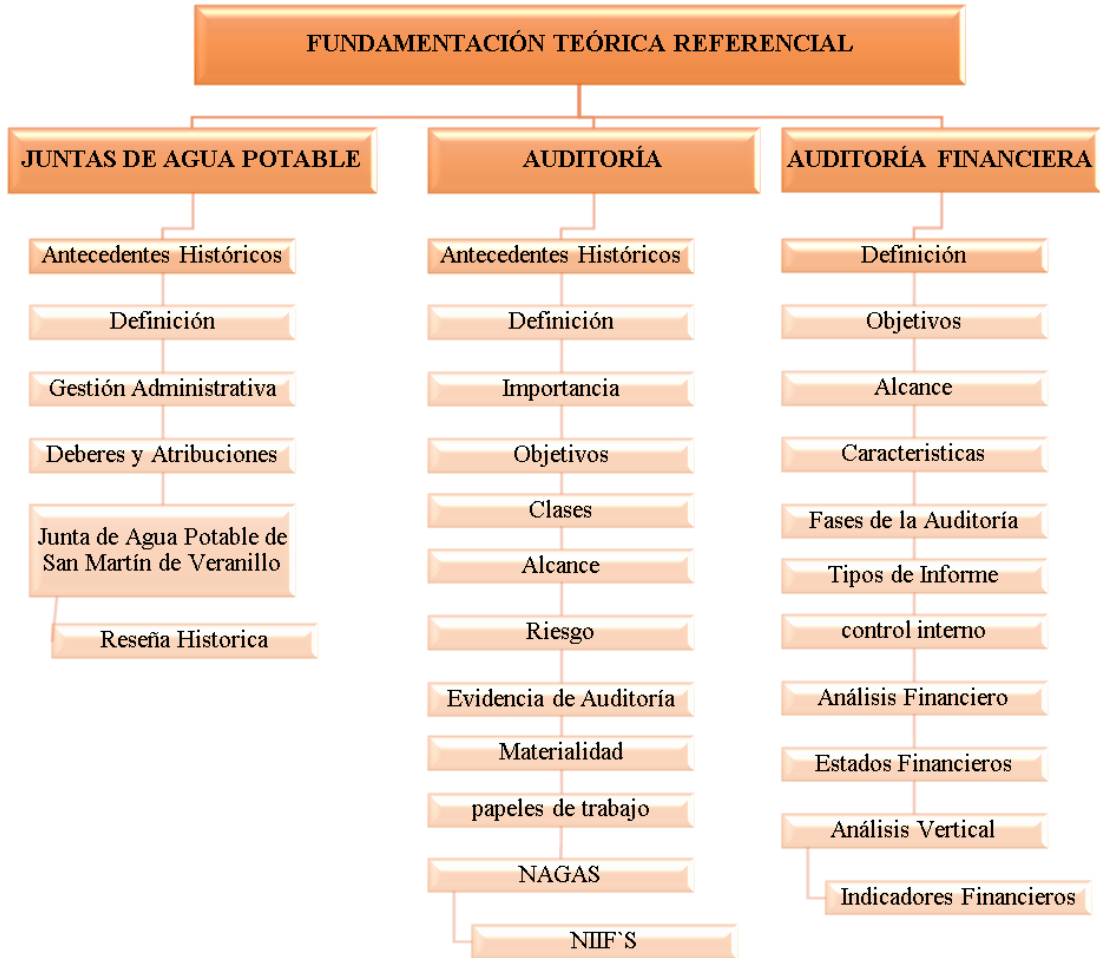 FUNDAMENTACIÓN TEÓRICA REFERENCIAL
JUNTAS DE AGUA POTABLE
Antecedentes Históricos
Definición
Gestión Administrativa
Deberes y Atribuciones
Junta de Agua Potable de
San Martín de Veranillo
Reseña Historica
AUDITORÍA
Antecedentes Históricos
Definición
Importancia
Objetivos
Clases
Alcance
Riesgo
Evidencia de Auditoría
Materialidad
papeles de trabajo
NAGAS
NIIF`S
AUDITORÍA FINANCIERA
Definición
Objetivos
Alcance
Caracteristicas
Fases de la Auditoría
Tipos de Informe
control interno
Análisis Financiero
Estados Financieros
Análisis Vertical
Indicadores Financieros